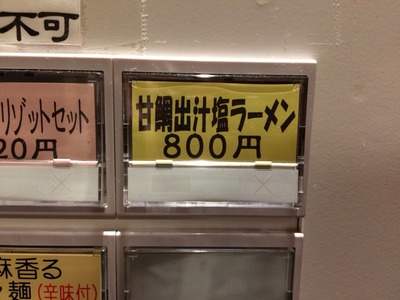 不可
リゾットセット
20円
甘鯛出汁塩ラーメン
800円
麻香る
麺(辛味付)